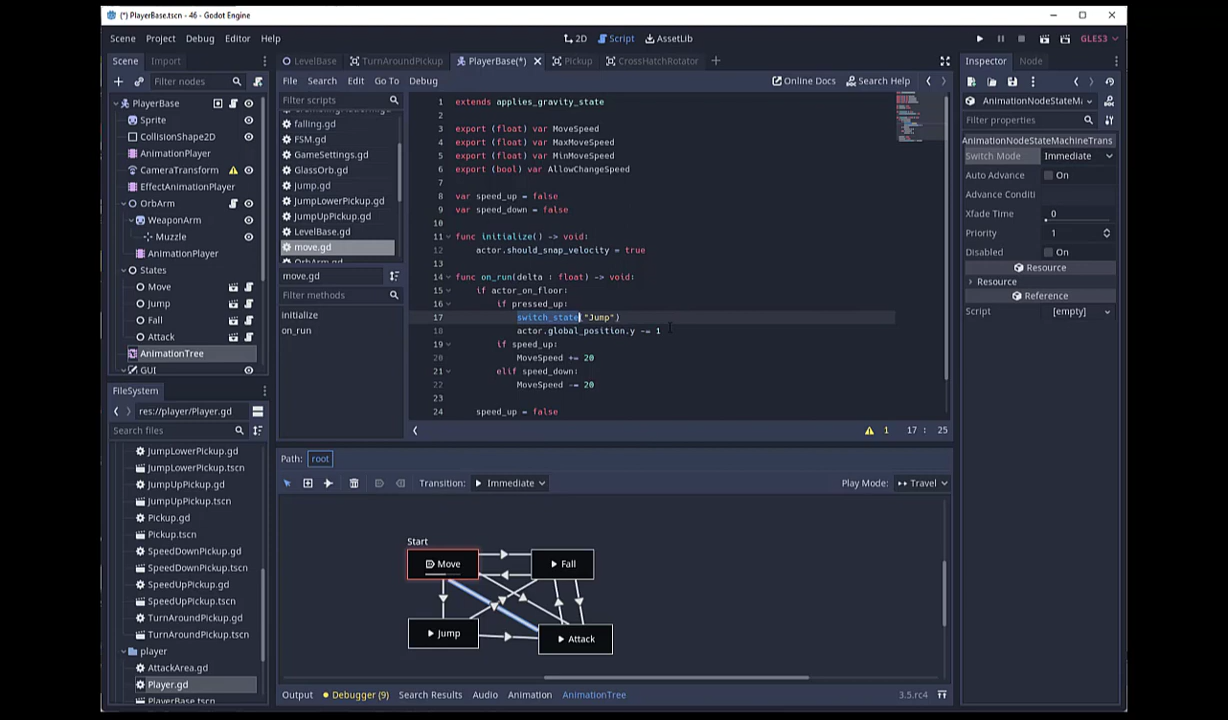 (*) PlayerBase.tscn - 46 - Godot Engine
Scene Project Debug Editor Help
2D Script AssetLib
GLES3
Scene Import
Filter nodes
PlayerBase
Sprite
CollisionShape2D
AnimationPlayer
CameraTransform
EffectAnimationPlayer
OrbArm
WeaponArm
Muzzle
AnimationPlayer
States
Move
Jump
Fall
Attack
AnimationTree
GUI
FileSystem
res://player/Player.gd
Search files
JumpLowerPickup.gd
JumpLowerPickup.tscn
JumpUpPickup.gd
JumpUpPickup.tscn
Pickup.gd
Pickup.tscn
SpeedDownPickup.gd
SpeedDownPickup.tscn
SpeedUpPickup.gd
SpeedUpPickup.tscn
TurnAroundPickup.gd
TurnAroundPickup.tscn
player
AttackArea.gd
Player.gd
PlayerBase.tscn
LevelBase TurnAroundPickup PlayerBase(*) Pickup CrossHatchRotator
File Search Edit Go To Debug
Online Docs Search Help
Filter scripts
falling.gd
FSM.gd
GameSettings.gd
GlassOrb.gd
Jump.gd
JumpLowerPickup.gd
JumpUpPickup.gd
LevelBase.gd
move.gd
OrbArm.gd
move.gd
Filter methods
initialize
on_run
1 extends applies_gravity_state
2
3 export (float) var MoveSpeed
4 export (float) var MaxMoveSpeed
5 export (float) var MinMoveSpeed
6 export (bool) var AllowChangeSpeed
7
8 var speed_up = false
9 var speed_down = false
10
11 func initialize() -> void:
12 actor.should_snap_velocity = true
13
14 func on_run(delta : float) -> void:
15 if actor_on_floor:
16 if pressed_up:
17 switch_state("Jump")
18 actor.global_position.y -= 1
19 if speed_up:
20 MoveSpeed += 20
21 elif speed_down:
22 MoveSpeed -= 20
23
24 speed_up = false
1 17 : 25
Path: root
Transition: Immediate
Play Mode: Travel
Start
Move
Fall
Jump
Attack
Output Debugger (9) Search Results Audio Animation AnimationTree
3.5.rc4
Inspector Node
AnimationNodeStateMa
Filter properties
AnimationNodeStateMachineTrans
Switch Mode Immediate
Auto Advance On
Advance Conditi
Xfade Time 0
Priority 1
Disabled On
Resource
Resource
Reference
Script [empty]